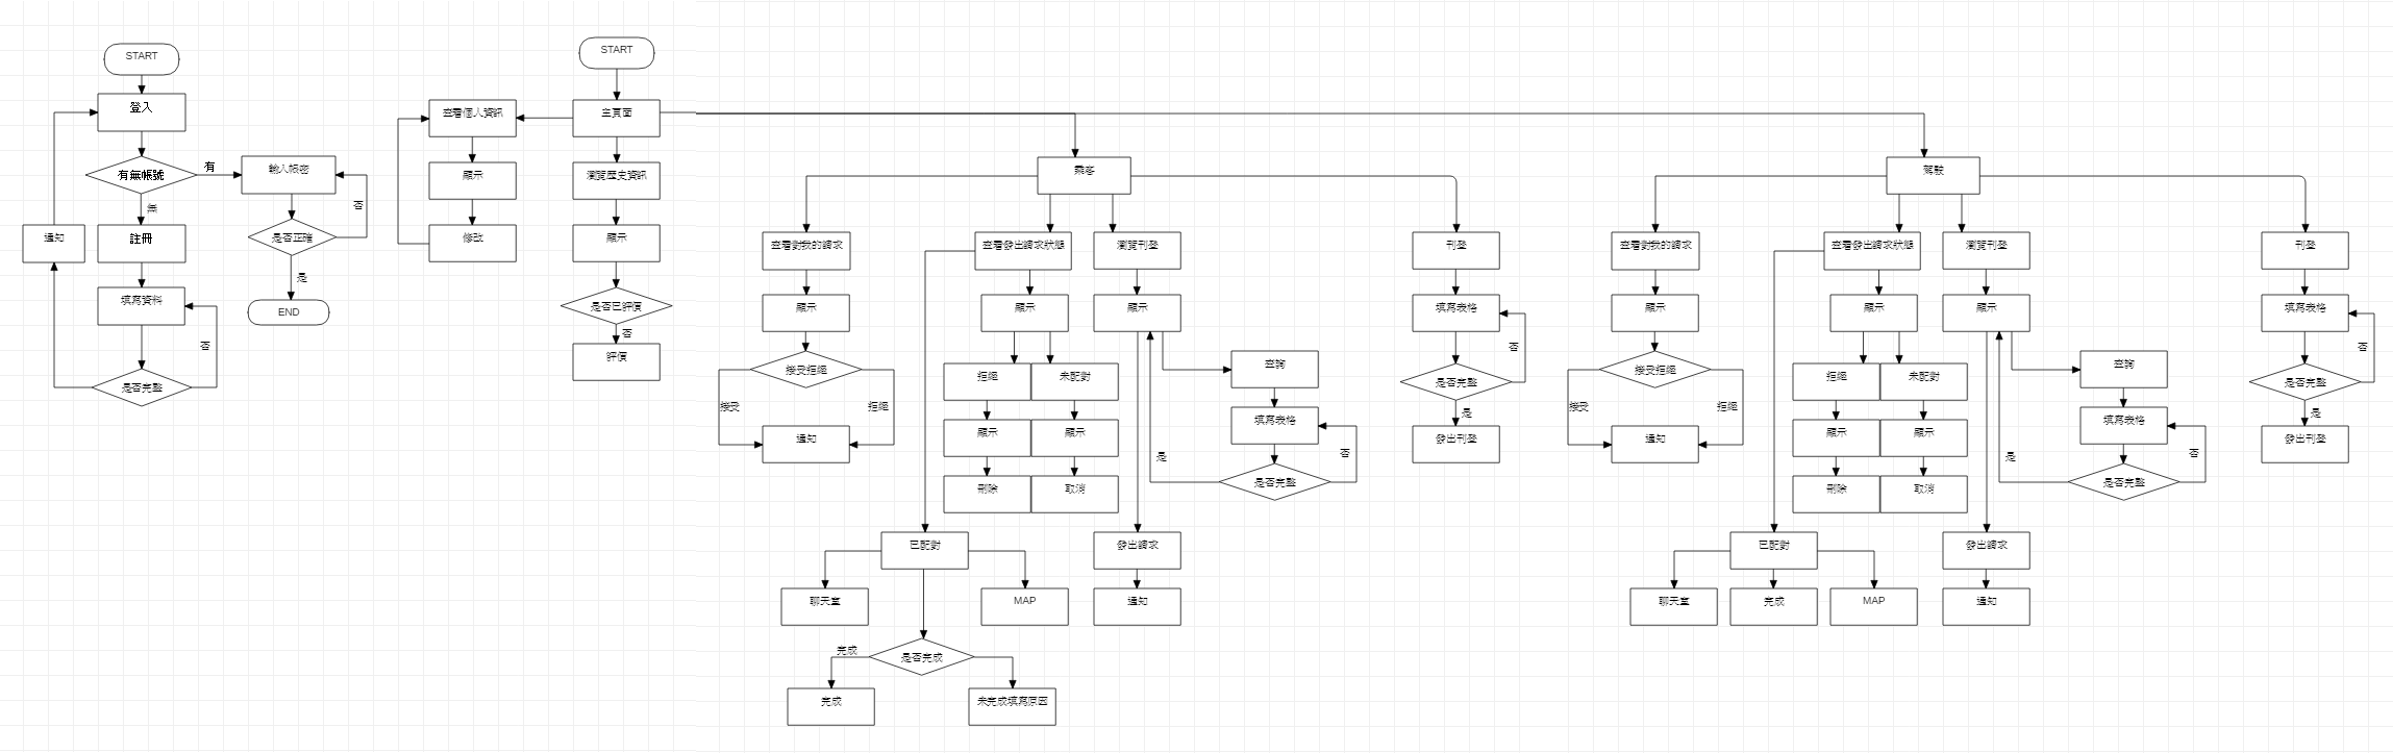 START
登入
有無帳號
有
無
輸入帳密
否
是否正確
是
END
通知
註冊
填寫資料
否
是否完整
START
主頁面
查看個人資訊
顯示
修改
瀏覽歷史資訊
顯示
是否已評價
否
評價
乘客
查看對我的請求
顯示
接受拒絕
接受
拒絕
通知
查看發出請求狀態
顯示
拒絕
未配對
顯示
顯示
刪除
取消
瀏覽刊登
顯示
查詢
填寫表格
否
是
是否完整
刊登
填寫表格
否
是否完整
是
發出刊登
已配對
發出請求
聊天室
MAP
通知
是否完成
完成
完成
未完成填寫原因
駕駛
查看對我的請求
顯示
接受拒絕
接受
拒絕
通知
查看發出請求狀態
顯示
拒絕
未配對
顯示
顯示
刪除
取消
瀏覽刊登
顯示
查詢
填寫表格
否
是
是否完整
刊登
填寫表格
否
是否完整
是
發出刊登
已配對
發出請求
聊天室
完成
MAP
通知